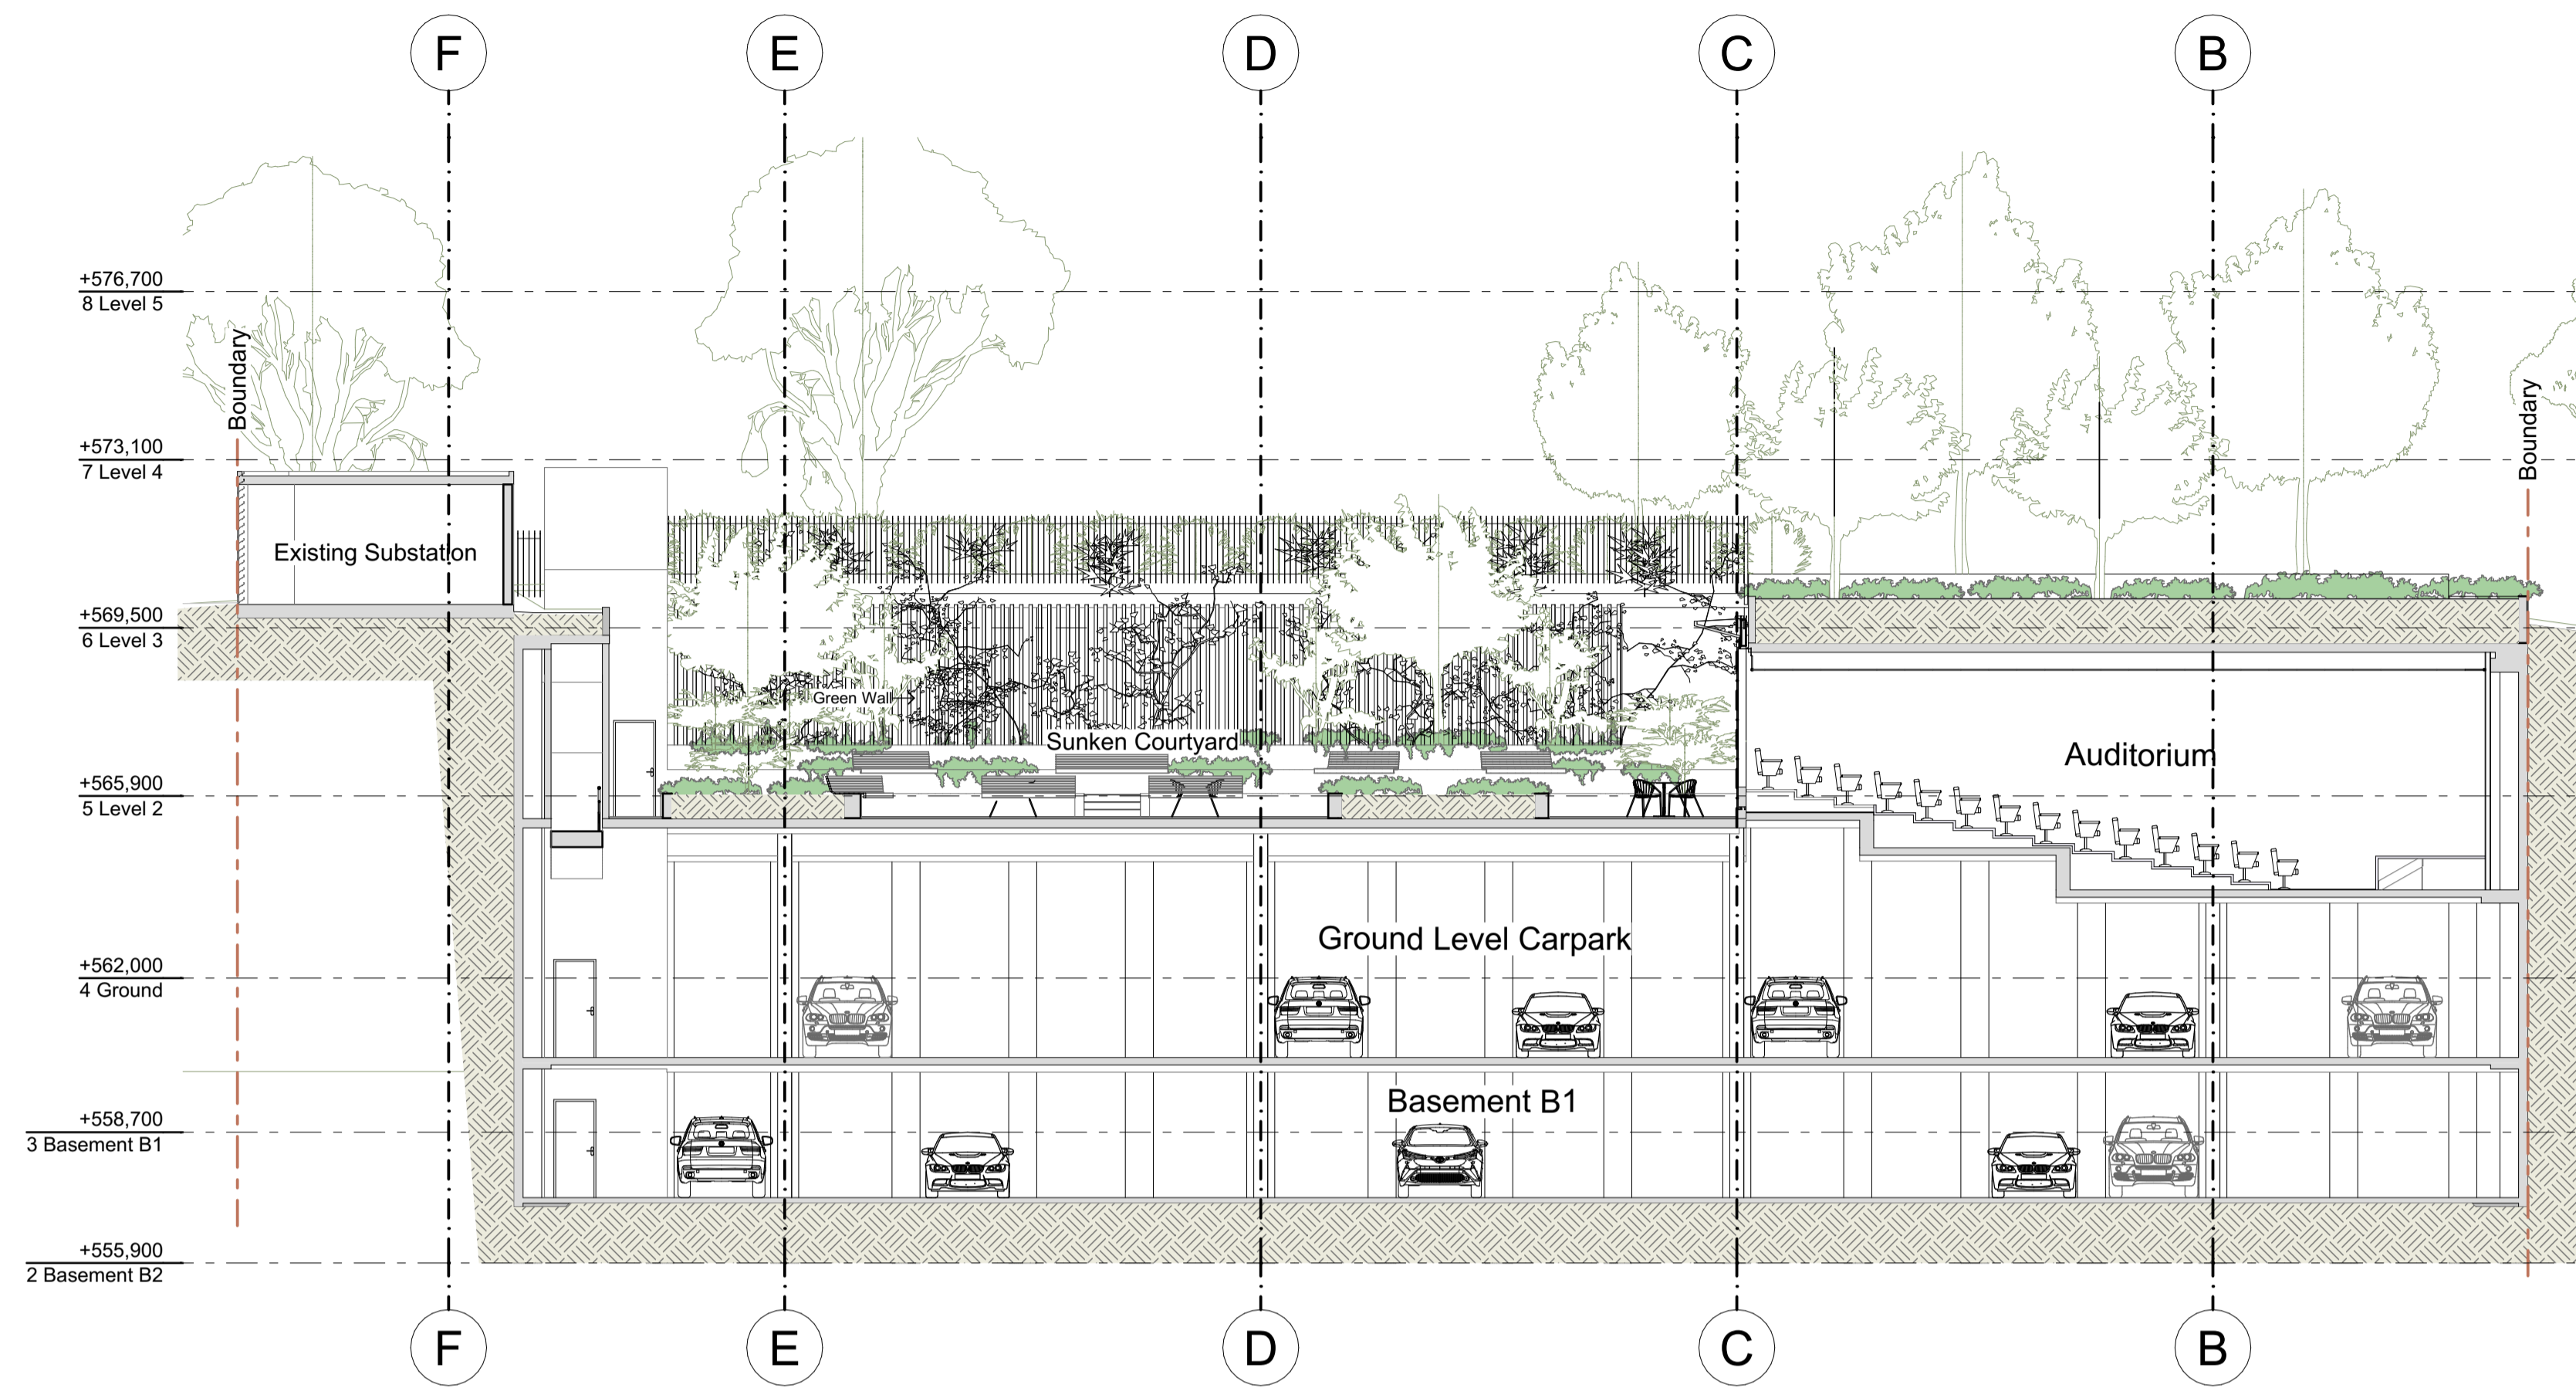 F E D C B
+576,700
8 Level 5
Boundary
Boundary
+573,100
7 Level 4
Existing Substation
+569,500
6 Level 3
Green Wall
Sunken Courtyard
Auditorium
+565,900
5 Level 2
Ground Level Carpark
+562,000
4 Ground
Basement B1
+558,700
3 Basement B1
+555,900
2 Basement B2
F E D C B